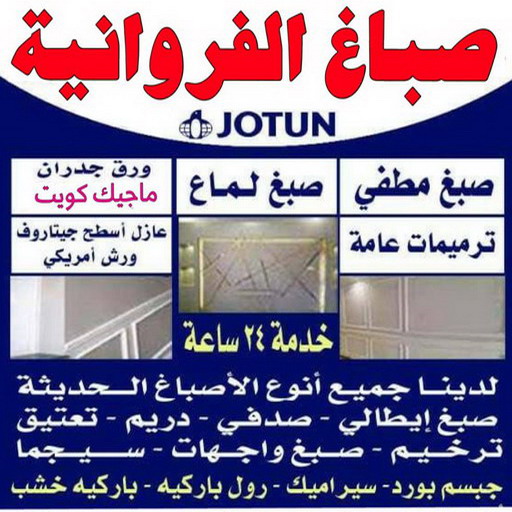 صباغ الفروانية
JOTUN
صبغ مطفي
صبغ لماع
ورق جدران
ماجيك كويت
ترميمات عامة
عازل أسطح جيتاروف
ورش أمريكي
خدمة ٢٤ ساعة
لدينا جميع أنوع الأصباغ الحديثة
صبغ إيطالي - صدفي - دريم - تعتيق
ترخيم - صبغ واجهات - سيجما
جبسم بورد - سيراميك - رول باركيه - باركيه خشب